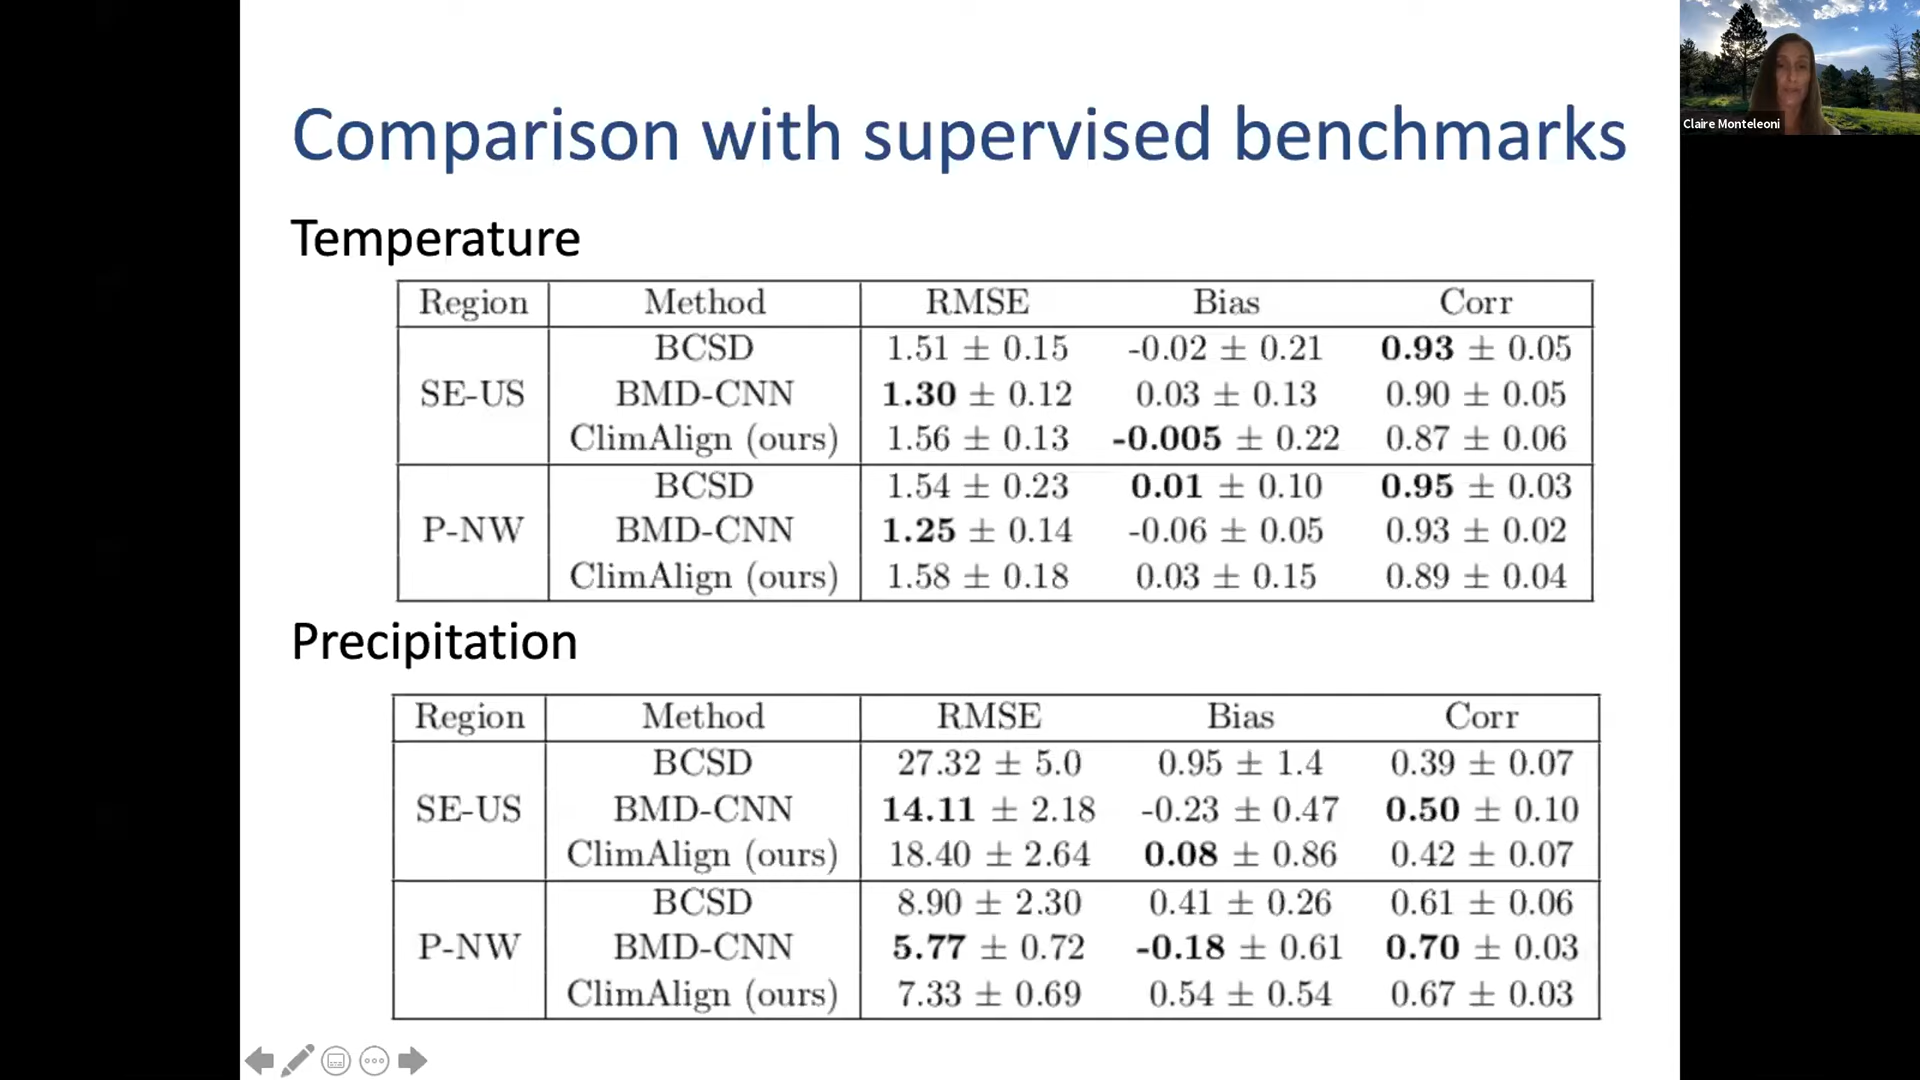 Comparison with supervised benchmarks
Claire Monteleoni
Temperature
Region Method RMSE Bias Corr
SE-US
BCSD 1.51 ± 0.15 -0.02 ± 0.21 0.93 ± 0.05
BMD-CNN 1.30 ± 0.12 0.03 ± 0.13 0.90 ± 0.05
ClimAlign (ours) 1.56 ± 0.13 -0.005 ± 0.22 0.87 ± 0.06
P-NW
BCSD 1.54 ± 0.23 0.01 ± 0.10 0.95 ± 0.03
BMD-CNN 1.25 ± 0.14 -0.06 ± 0.05 0.93 ± 0.02
ClimAlign (ours) 1.58 ± 0.18 0.03 ± 0.15 0.89 ± 0.04
Precipitation
Region Method RMSE Bias Corr
SE-US
BCSD 27.32 ± 5.0 0.95 ± 1.4 0.39 ± 0.07
BMD-CNN 14.11 ± 2.18 -0.23 ± 0.47 0.50 ± 0.10
ClimAlign (ours) 18.40 ± 2.64 0.08 ± 0.86 0.42 ± 0.07
P-NW
BCSD 8.90 ± 2.30 0.41 ± 0.26 0.61 ± 0.06
BMD-CNN 5.77 ± 0.72 -0.18 ± 0.61 0.70 ± 0.03
ClimAlign (ours) 7.33 ± 0.69 0.54 ± 0.54 0.67 ± 0.03